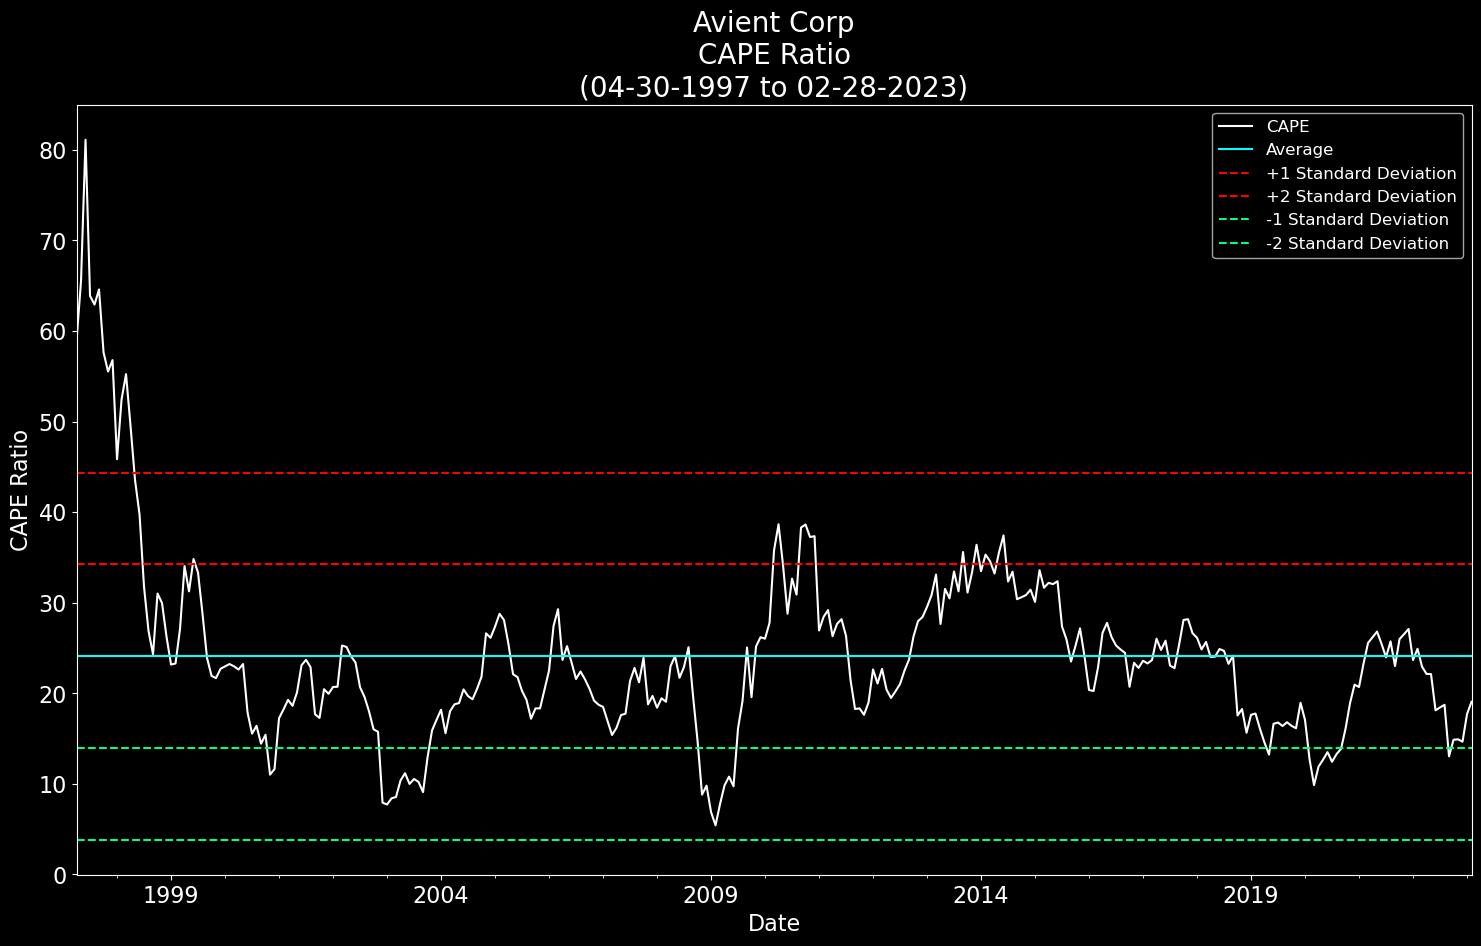 Avient Corp
CAPE Ratio
(04-30-1997 to 02-28-2023)
CAPE
Average
+1 Standard Deviation
+2 Standard Deviation
-1 Standard Deviation
-2 Standard Deviation
CAPE Ratio
80
70
60
50
40
30
20
10
0
1999 2004 2009 2014 2019
Date